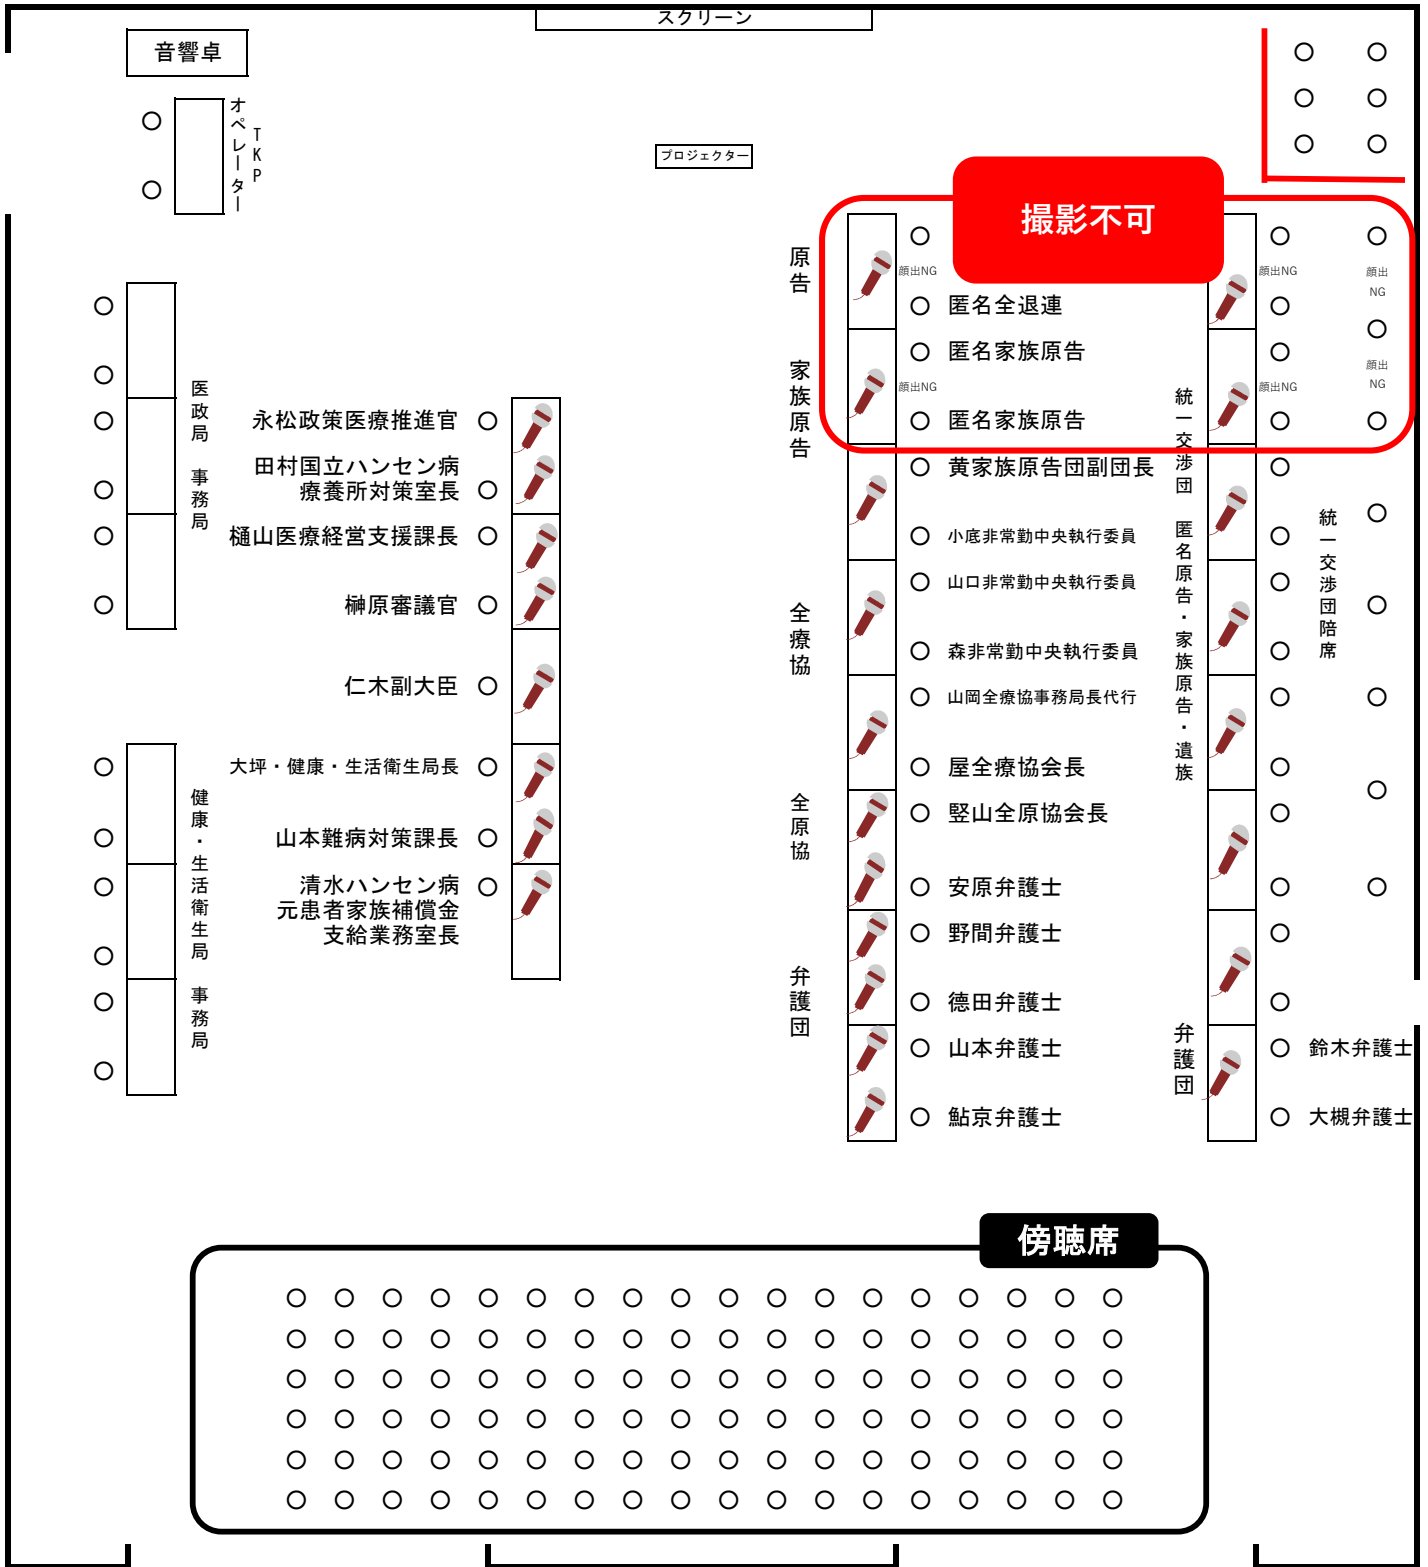 スクリーン
音響卓
オペレーター
TKP
プロジェクター
撮影不可
原告
顔出NG
顔出NG
顔出
NG
匿名全退連
家族原告
匿名家族原告
顔出NG
顔出NG
顔出
NG
匿名家族原告
医政局 事務局
永松政策医療推進官
田村国立ハンセン病
療養所対策室長
樋山医療経営支援課長
榊原審議官
仁木副大臣
健康・生活衛生局 事務局
大坪・健康・生活衛生局長
山本難病対策課長
清水ハンセン病
元患者家族補償金
支給業務室長
黄家族原告団副団長
小底非常勤中央執行委員
全療協
山口非常勤中央執行委員
森非常勤中央執行委員
山岡全療協事務局長代行
屋全療協会長
全原協
竪山全原協会長
安原弁護士
弁護団
野間弁護士
德田弁護士
山本弁護士
鮎京弁護士
統一交渉団 匿名原告・家族原告・遺族
統一交渉団陪席
弁護団
鈴木弁護士
大槻弁護士
傍聴席